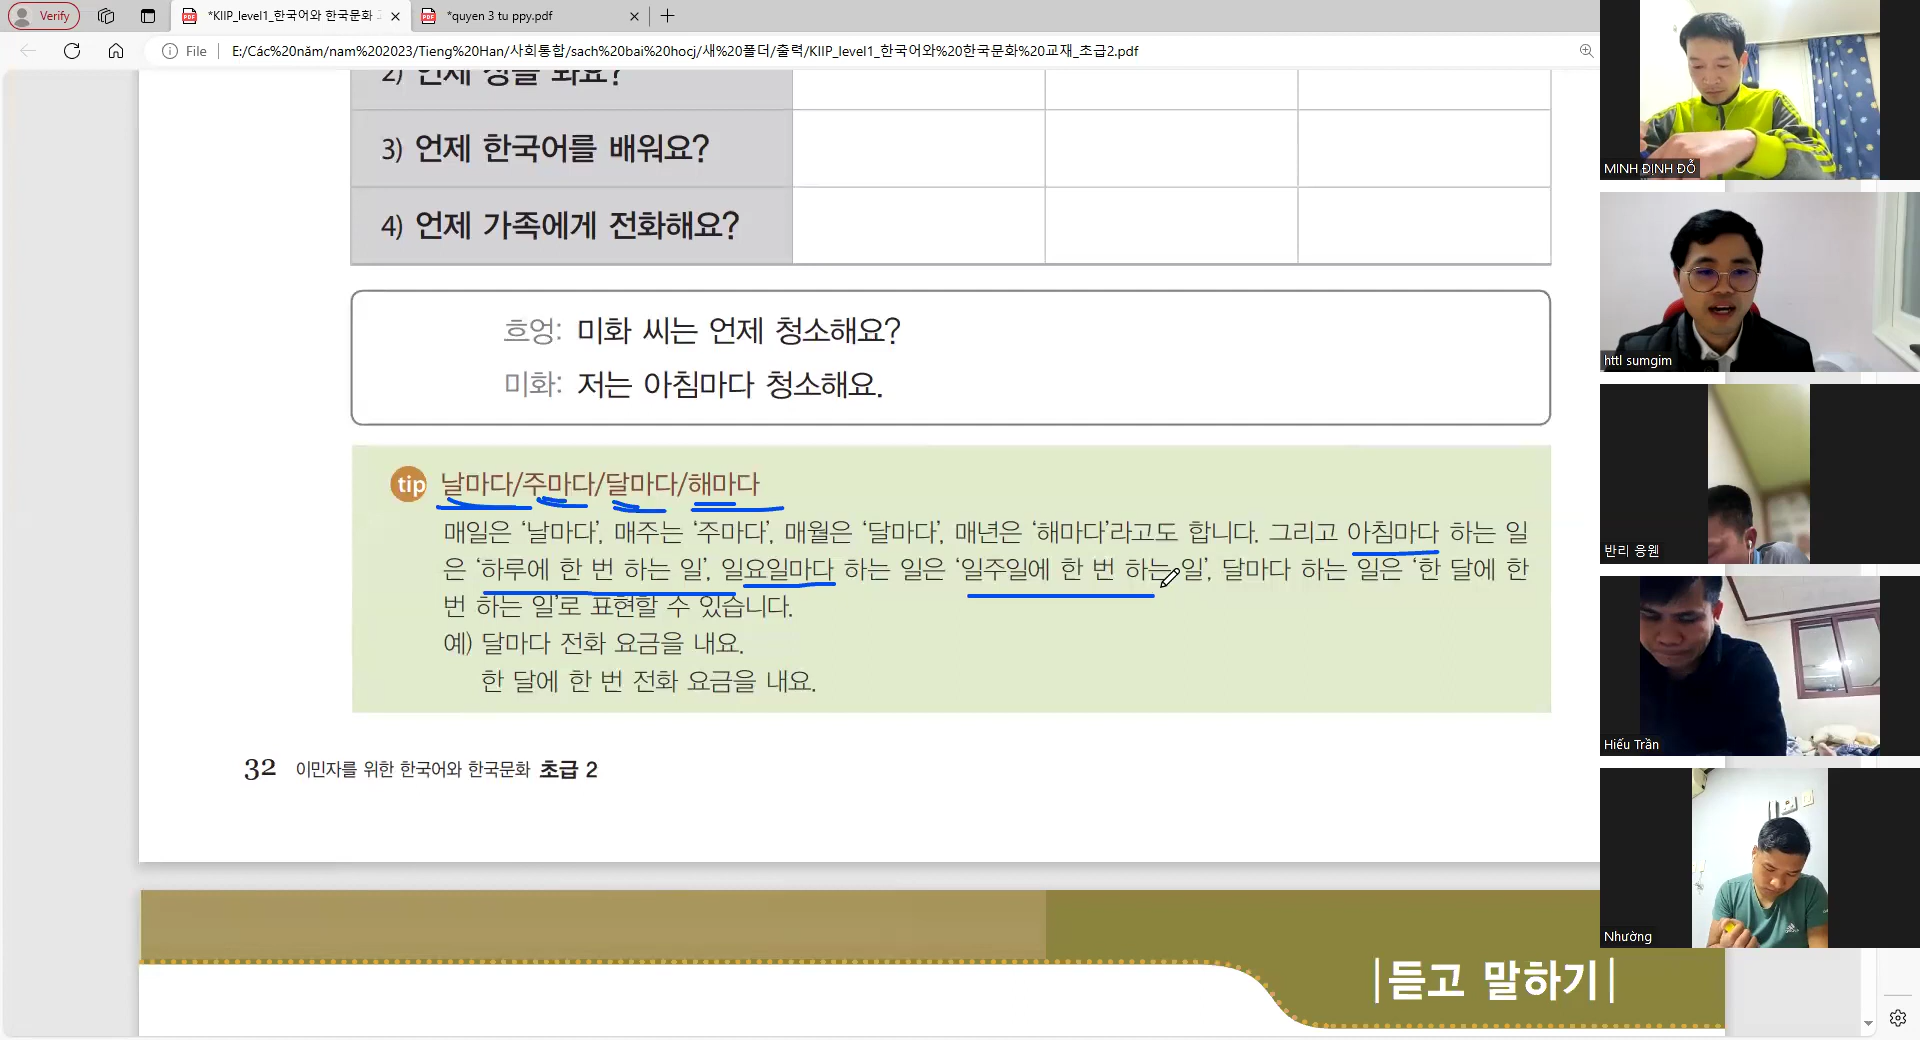 Verify
*KIIP_level1_한국어와 한국문화
*quyen 3 tu ppy.pdf
File
E:/Các%20năm/nam%202023/Tieng%20Han/사회통합/sach%20bai%20hocj/새%20폴더/출력/KIIP_level1_한국어와%20한국문화%20교재_초급2.pdf
2) 언제 장을 봐요?
3) 언제 한국어를 배워요?
4) 언제 가족에게 전화해요?
흐엉: 미화 씨는 언제 청소해요?
미화: 저는 아침마다 청소해요.
tip 날마다/주마다/달마다/해마다
매일은 ‘날마다’, 매주는 ‘주마다’, 매월은 ‘달마다’, 매년은 ‘해마다’라고도 합니다. 그리고 아침마다 하는 일
은 ‘하루에 한 번 하는 일’, 일요일마다 하는 일은 ‘일주일에 한 번 하는 일’, 달마다 하는 일은 ‘한 달에 한
번 하는 일’로 표현할 수 있습니다.
예) 달마다 전화 요금을 내요.
한 달에 한 번 전화 요금을 내요.
32 이민자를 위한 한국어와 한국문화 초급 2
|듣고 말하기|
MINH ĐỊNH ĐỖ
httl sumgim
반리 응웬
Hiếu Trần
Nhường